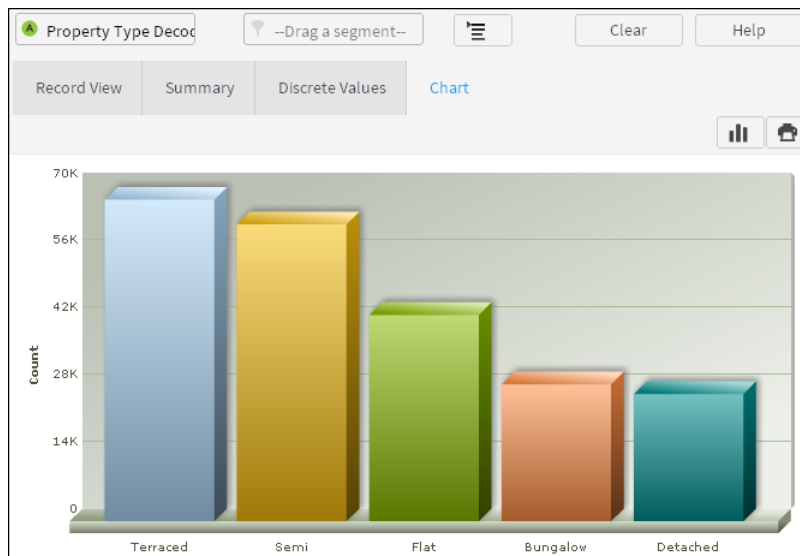 A Property Type Decod --Drag a segment-- Clear Help
Record View Summary Discrete Values Chart
70K
56K
42K
28K
14K
0
Count
Terraced Semi Flat Bungalow Detached